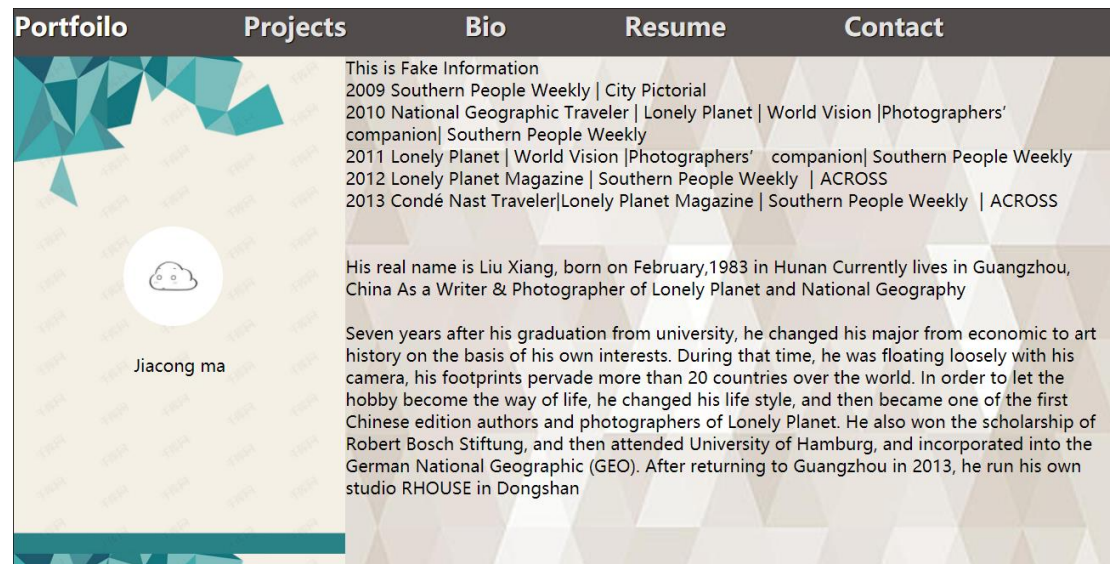 Portfoilo Projects Bio Resume Contact
This is Fake Information
2009 Southern People Weekly | City Pictorial
2010 National Geographic Traveler | Lonely Planet | World Vision |Photographers’
companion| Southern People Weekly
2011 Lonely Planet | World Vision |Photographers’ companion| Southern People Weekly
2012 Lonely Planet Magazine | Southern People Weekly | ACROSS
2013 Condé Nast Traveler|Lonely Planet Magazine | Southern People Weekly | ACROSS
His real name is Liu Xiang, born on February,1983 in Hunan Currently lives in Guangzhou,
China As a Writer & Photographer of Lonely Planet and National Geography
Seven years after his graduation from university, he changed his major from economic to art
history on the basis of his own interests. During that time, he was floating loosely with his
camera, his footprints pervade more than 20 countries over the world. In order to let the
hobby become the way of life, he changed his life style, and then became one of the first
Chinese edition authors and photographers of Lonely Planet. He also won the scholarship of
Robert Bosch Stiftung, and then attended University of Hamburg, and incorporated into the
German National Geographic (GEO). After returning to Guangzhou in 2013, he run his own
studio RHOUSE in Dongshan
Jiacong ma